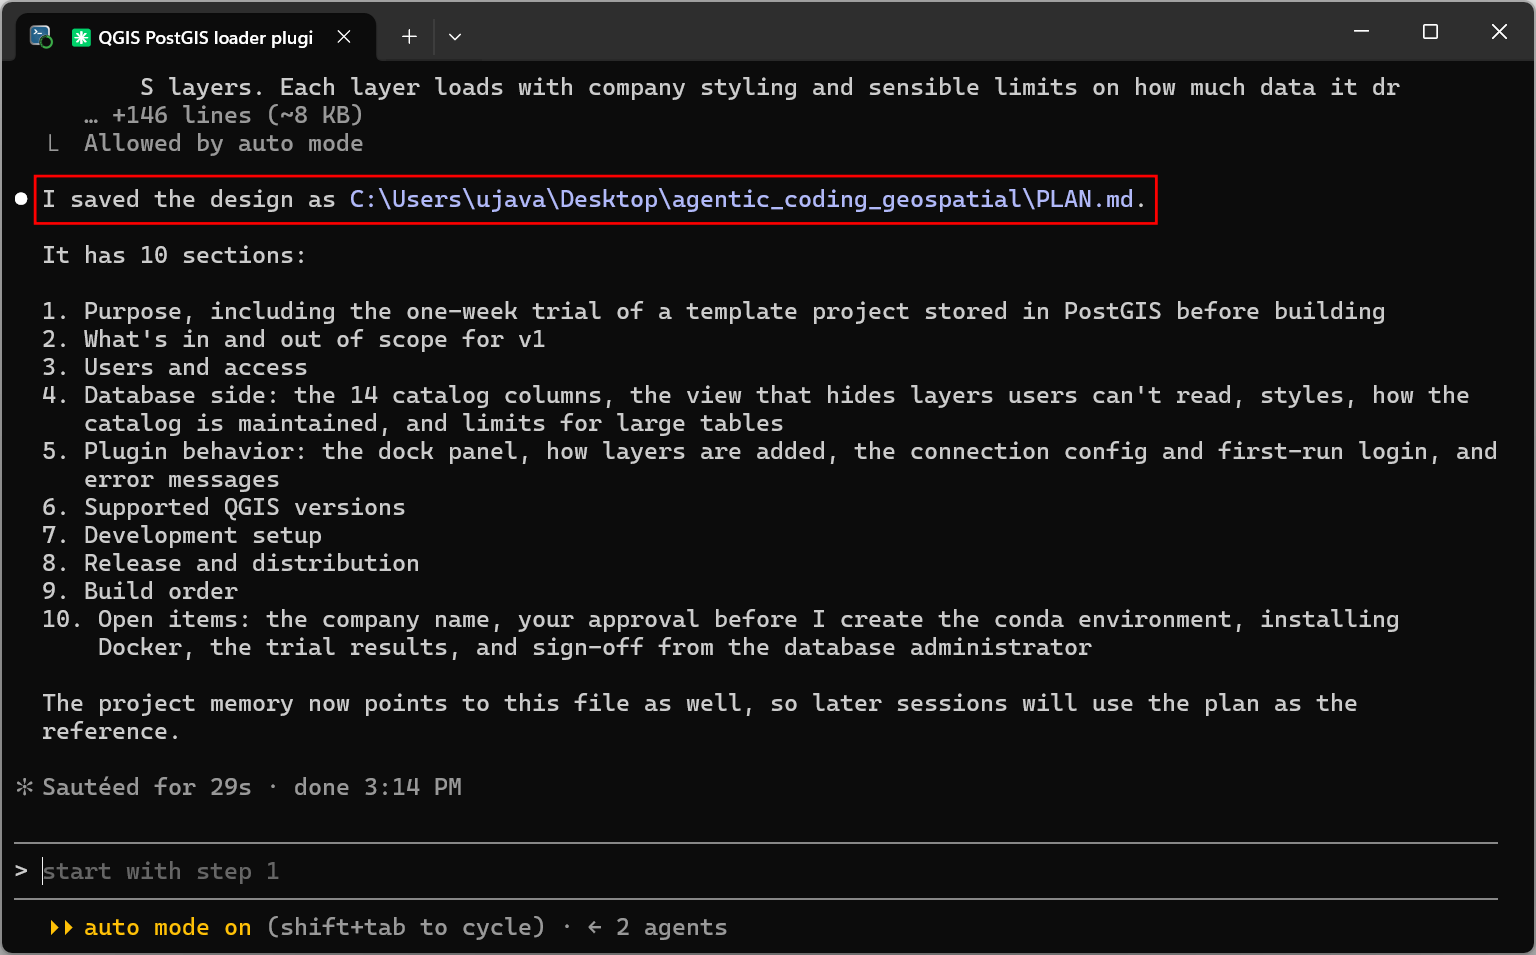 QGIS PostGIS loader plugi
S layers. Each layer loads with company styling and sensible limits on how much data it dr
… +146 lines (~8 KB)
└ Allowed by auto mode
● I saved the design as C:\Users\ujava\Desktop\agentic_coding_geospatial\PLAN.md.
It has 10 sections:
1. Purpose, including the one-week trial of a template project stored in PostGIS before building
2. What's in and out of scope for v1
3. Users and access
4. Database side: the 14 catalog columns, the view that hides layers users can't read, styles, how the
catalog is maintained, and limits for large tables
5. Plugin behavior: the dock panel, how layers are added, the connection config and first-run login, and
error messages
6. Supported QGIS versions
7. Development setup
8. Release and distribution
9. Build order
10. Open items: the company name, your approval before I create the conda environment, installing
Docker, the trial results, and sign-off from the database administrator
The project memory now points to this file as well, so later sessions will use the plan as the
reference.
✻ Sautéed for 29s · done 3:14 PM
> start with step 1
⏵⏵ auto mode on (shift+tab to cycle) · ← 2 agents